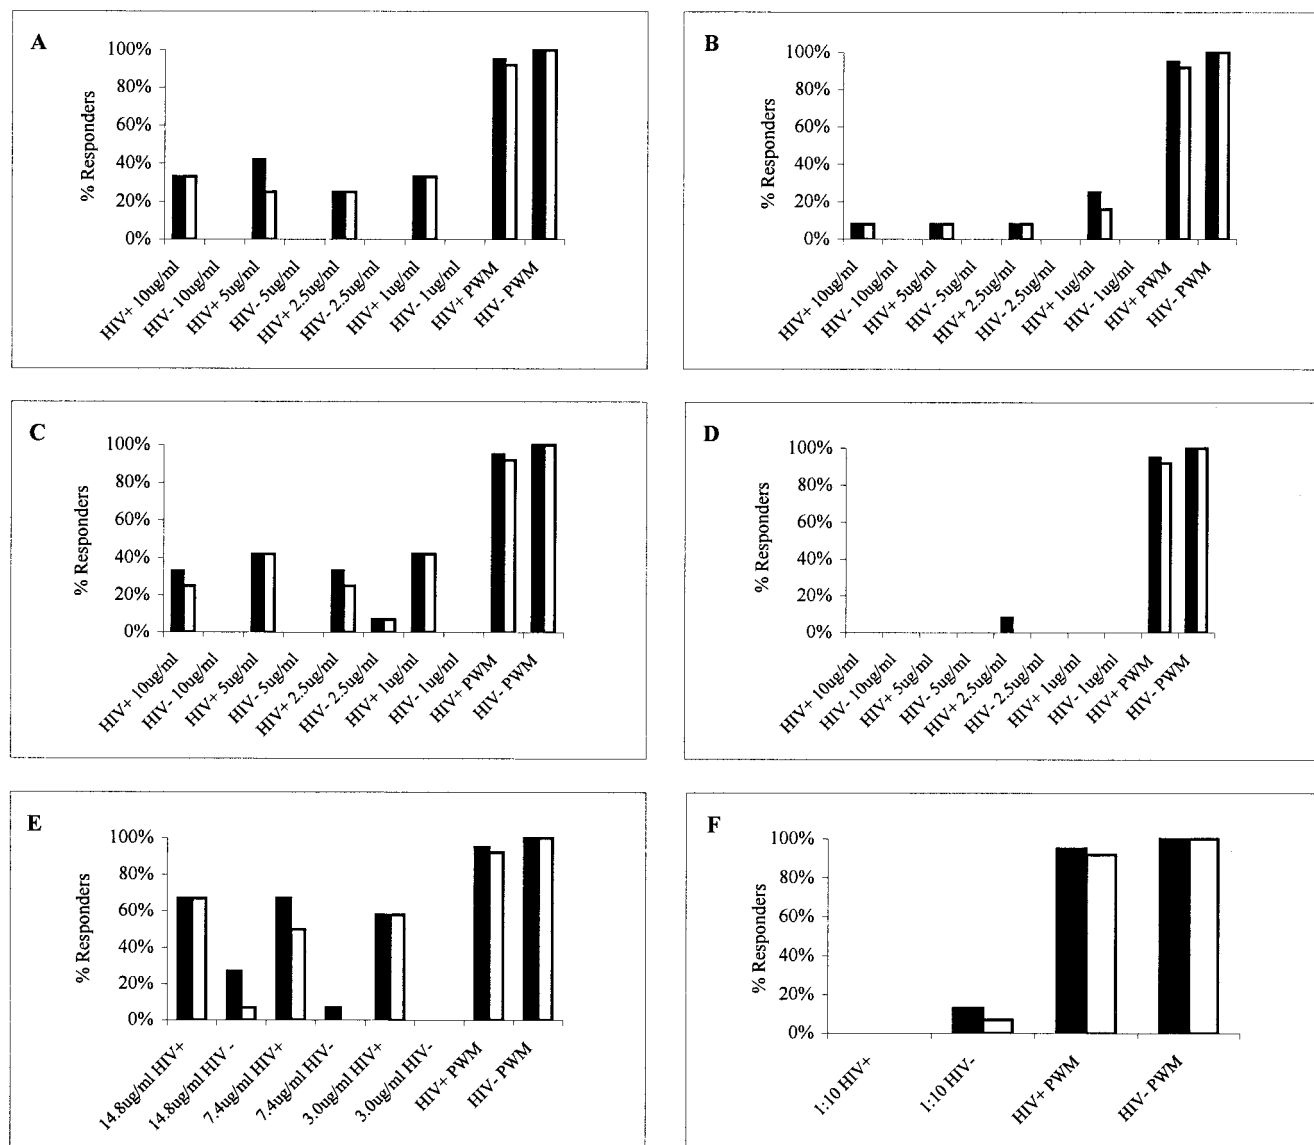 A
% Responders
100%
80%
60%
40%
20%
0%
HIV+ 10ug/ml
HIV- 10ug/ml
HIV+ 5ug/ml
HIV- 5ug/ml
HIV+ 2.5ug/ml
HIV- 2.5ug/ml
HIV+ 1ug/ml
HIV- 1ug/ml
HIV+ PWM
HIV- PWM
B
% Responders
100%
80%
60%
40%
20%
0%
HIV+ 10ug/ml
HIV- 10ug/ml
HIV+ 5ug/ml
HIV- 5ug/ml
HIV+ 2.5ug/ml
HIV- 2.5ug/ml
HIV+ 1ug/ml
HIV- 1ug/ml
HIV+ PWM
HIV- PWM
C
% Responders
100%
80%
60%
40%
20%
0%
HIV+ 10ug/ml
HIV- 10ug/ml
HIV+ 5ug/ml
HIV- 5ug/ml
HIV+ 2.5ug/ml
HIV- 2.5ug/ml
HIV+ 1ug/ml
HIV- 1ug/ml
HIV+ PWM
HIV- PWM
D
% Responders
100%
80%
60%
40%
20%
0%
HIV+ 10ug/ml
HIV- 10ug/ml
HIV+ 5ug/ml
HIV- 5ug/ml
HIV+ 2.5ug/ml
HIV- 2.5ug/ml
HIV+ 1ug/ml
HIV- 1ug/ml
HIV+ PWM
HIV- PWM
E
% Responders
100%
80%
60%
40%
20%
0%
14.8ug/ml HIV+
14.8ug/ml HIV-
7.4ug/ml HIV+
7.4ug/ml HIV-
3.0ug/ml HIV+
3.0ug/ml HIV-
HIV+ PWM
HIV- PWM
F
% Responders
100%
80%
60%
40%
20%
0%
1:10 HIV+
1:10 HIV-
HIV+ PWM
HIV- PWM